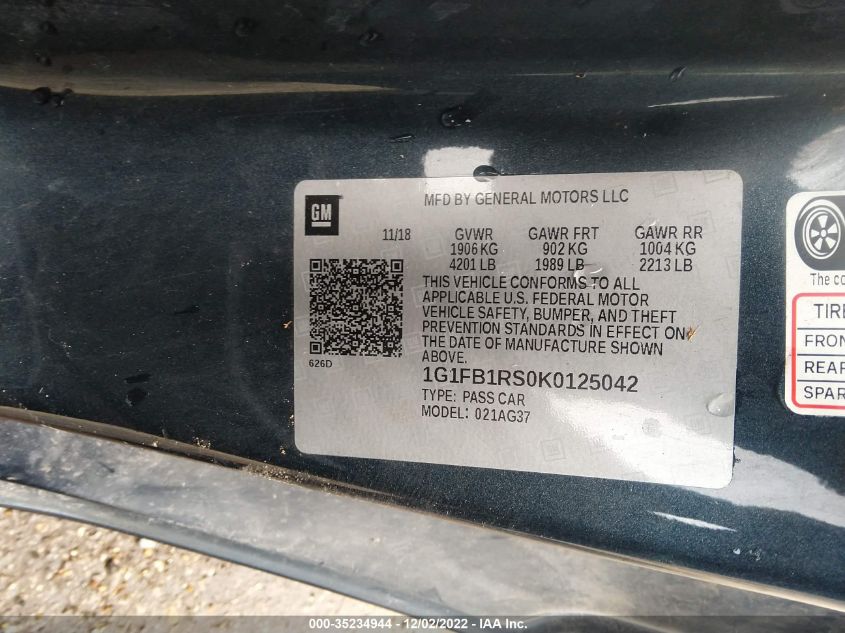 MFD BY GENERAL MOTORS LLC
GM
11/18 GVWR GAWR FRT GAWR RR
1906 KG 902 KG 1004 KG
4201 LB 1989 LB 2213 LB
THIS VEHICLE CONFORMS TO ALL
APPLICABLE U.S. FEDERAL MOTOR
VEHICLE SAFETY, BUMPER, AND THEFT
PREVENTION STANDARDS IN EFFECT ON
THE DATE OF MANUFACTURE SHOWN
ABOVE.
626D
1G1FB1RS0K0125042
TYPE: PASS CAR
MODEL: 021AG37
The co
TIRE
FRON
REAR
SPAR
000-35234944 - 12/02/2022 -